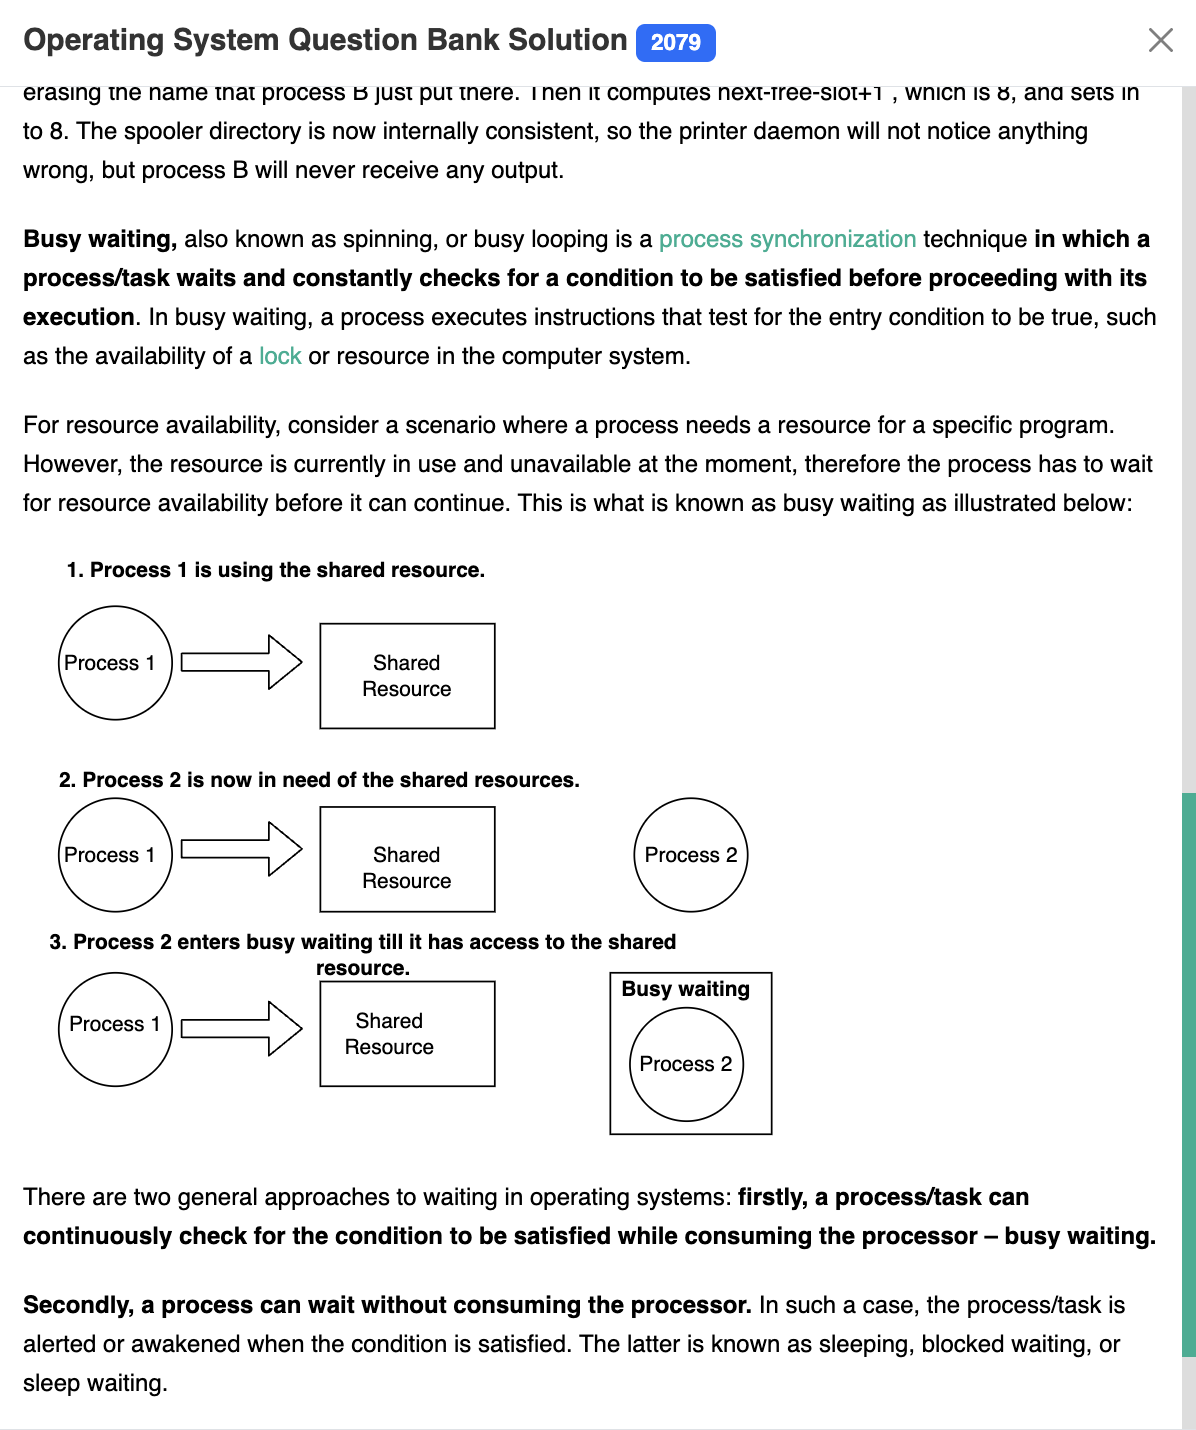 Operating System Question Bank Solution 2079
erasing the name that process B just put there. Then it computes next-free-slot+1 , which is 8, and sets in
to 8. The spooler directory is now internally consistent, so the printer daemon will not notice anything
wrong, but process B will never receive any output.
Busy waiting, also known as spinning, or busy looping is a process synchronization technique in which a
process/task waits and constantly checks for a condition to be satisfied before proceeding with its
execution. In busy waiting, a process executes instructions that test for the entry condition to be true, such
as the availability of a lock or resource in the computer system.
For resource availability, consider a scenario where a process needs a resource for a specific program.
However, the resource is currently in use and unavailable at the moment, therefore the process has to wait
for resource availability before it can continue. This is what is known as busy waiting as illustrated below:
1. Process 1 is using the shared resource.
Process 1
Shared
Resource
2. Process 2 is now in need of the shared resources.
Process 1
Shared
Resource
Process 2
3. Process 2 enters busy waiting till it has access to the shared
resource.
Process 1
Shared
Resource
Busy waiting
Process 2
There are two general approaches to waiting in operating systems: firstly, a process/task can
continuously check for the condition to be satisfied while consuming the processor – busy waiting.
Secondly, a process can wait without consuming the processor. In such a case, the process/task is
alerted or awakened when the condition is satisfied. The latter is known as sleeping, blocked waiting, or
sleep waiting.